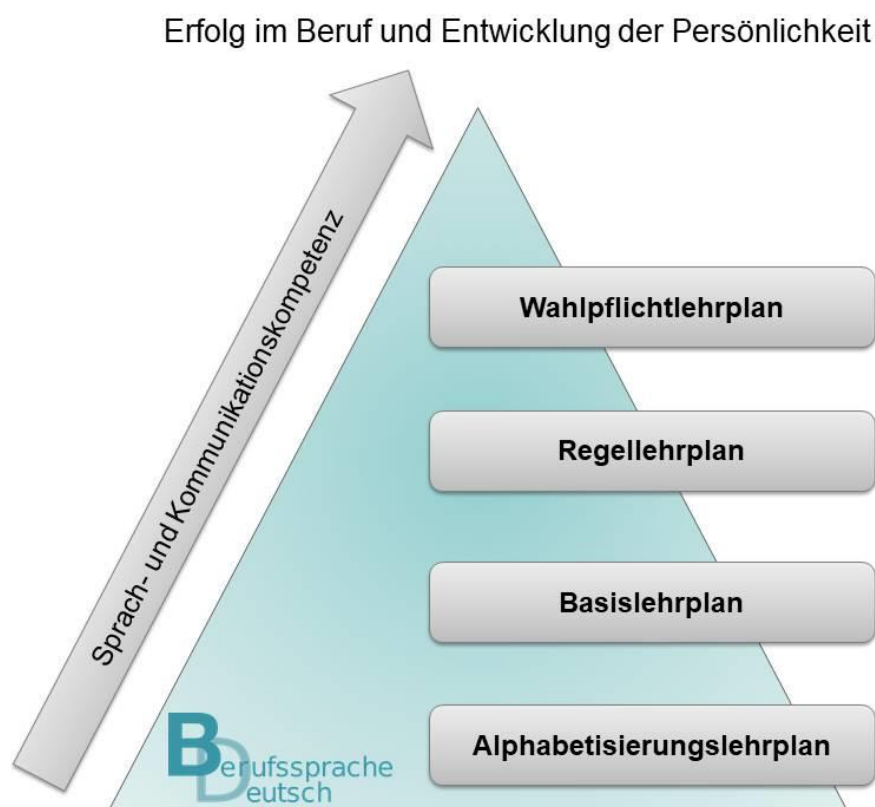 Erfolg im Beruf und Entwicklung der Persönlichkeit
Sprach- und Kommunikationskompetenz
Wahlpflichtlehrplan
Regellehrplan
Basislehrplan
Alphabetisierungslehrplan
Berufssprache
Deutsch